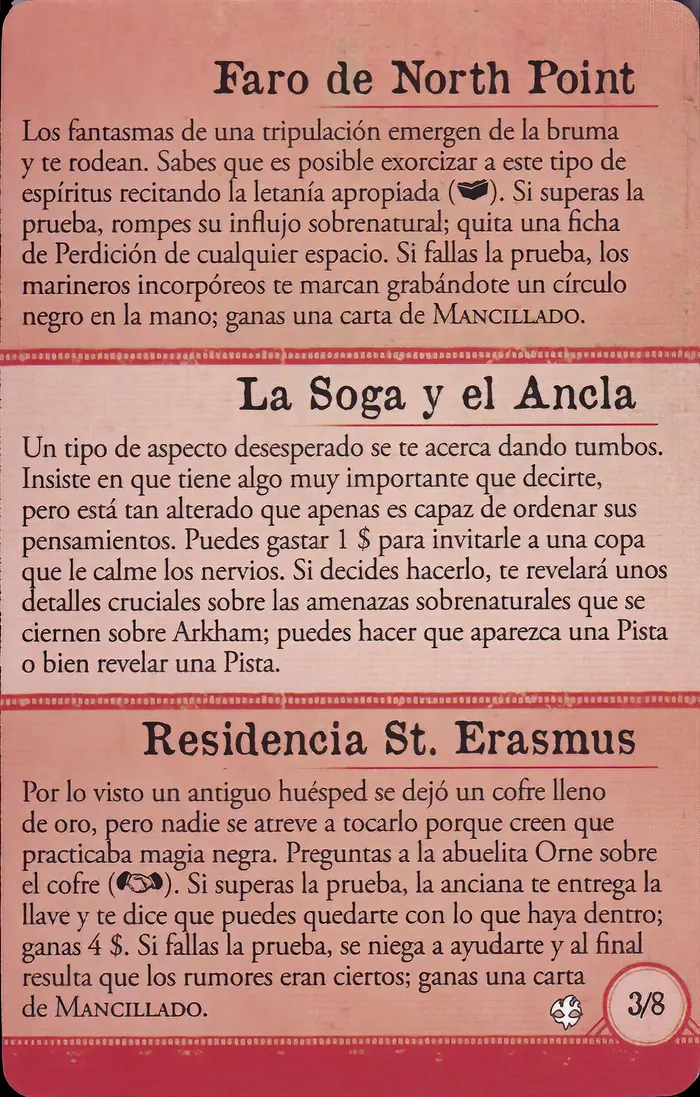 Faro de North Point
Los fantasmas de una tripulación emergen de la bruma
y te rodean. Sabes que es posible exorcizar a este tipo de
espíritus recitando la letanía apropiada (). Si superas la
prueba, rompes su influjo sobrenatural; quita una ficha
de Perdición de cualquier espacio. Si fallas la prueba, los
marineros incorpóreos te marcan grabándote un círculo
negro en la mano; ganas una carta de MANCILLADO.
La Soga y el Ancla
Un tipo de aspecto desesperado se te acerca dando tumbos.
Insiste en que tiene algo muy importante que decirte,
pero está tan alterado que apenas es capaz de ordenar sus
pensamientos. Puedes gastar 1 $ para invitarle a una copa
que le calme los nervios. Si decides hacerlo, te revelará unos
detalles cruciales sobre las amenazas sobrenaturales que se
ciernen sobre Arkham; puedes hacer que aparezca una Pista
o bien revelar una Pista.
Residencia St. Erasmus
Por lo visto un antiguo huésped se dejó un cofre lleno
de oro, pero nadie se atreve a tocarlo porque creen que
practicaba magia negra. Preguntas a la abuelita Orne sobre
el cofre (). Si superas la prueba, la anciana te entrega la
llave y te dice que puedes quedarte con lo que haya dentro;
ganas 4 $. Si fallas la prueba, se niega a ayudarte y al final
resulta que los rumores eran ciertos; ganas una carta
de MANCILLADO.
3/8